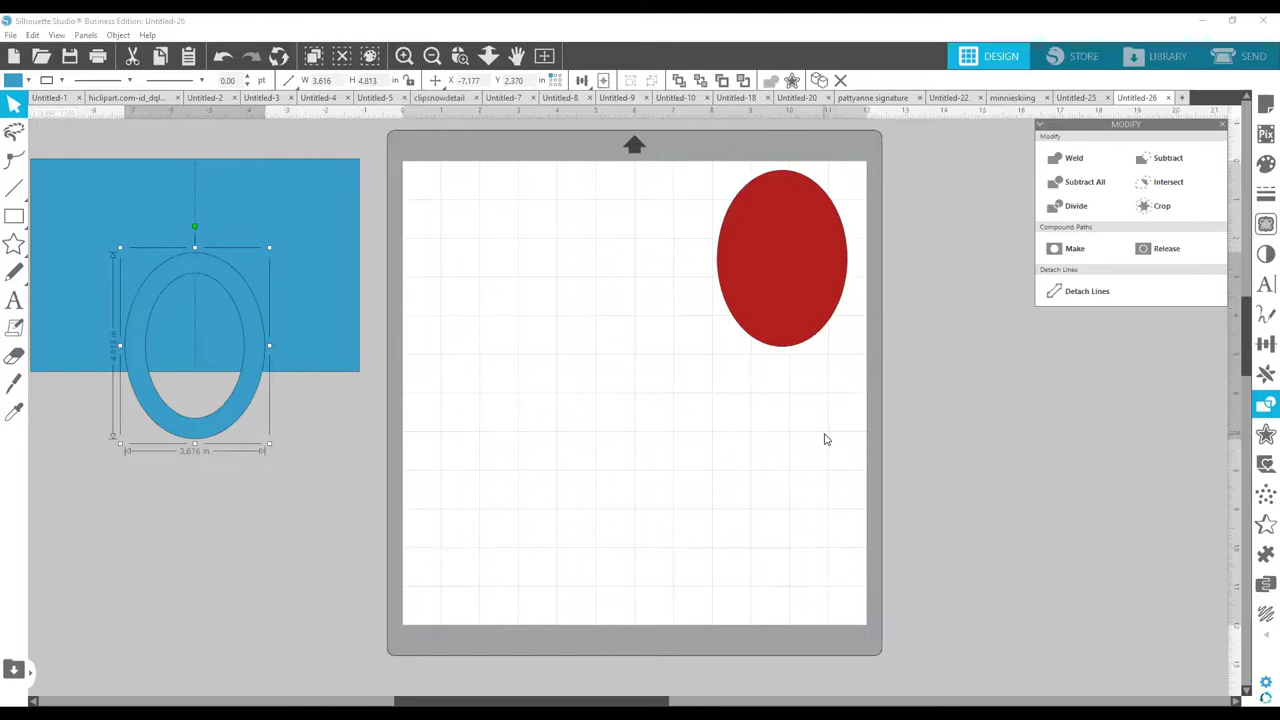 Silhouette Studio® Business Edition: Untitled-26
File Edit View Panels Object Help
DESIGN STORE LIBRARY SEND
0.00 pt W 3.616 H 4.813 in X -7.177 Y 2.370 in
Untitled-1 hiclipart.com-id_dql... Untitled-2 Untitled-3 Untitled-4 Untitled-5 clipsnowdetail Untitled-7 Untitled-8 Untitled-9 Untitled-10 Untitled-18 Untitled-20 pattyanne signature Untitled-22 minnieskiing Untitled-25 Untitled-26
MODIFY
Modify
Weld Subtract
Subtract All Intersect
Divide Crop
Compound Paths
Make Release
Detach Lines
Detach Lines
4.813 in
3.616 in